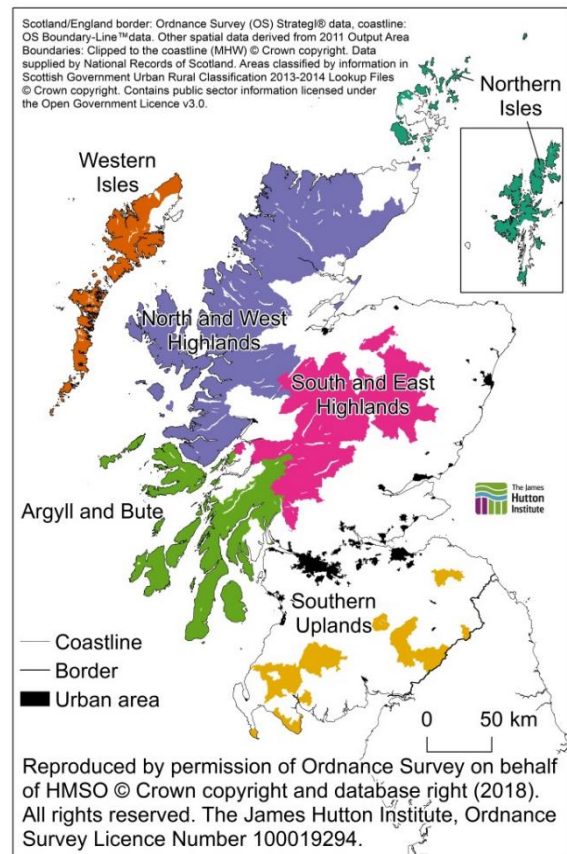 Scotland/England border: Ordnance Survey (OS) Strategl® data, coastline:
OS Boundary-Line™data. Other spatial data derived from 2011 Output Area
Boundaries: Clipped to the coastline (MHW) © Crown copyright. Data
supplied by National Records of Scotland. Areas classified by information in
Scottish Government Urban Rural Classification 2013-2014 Lookup Files
© Crown copyright. Contains public sector information licensed under
the Open Government Licence v3.0.
Northern
Isles
Western
Isles
North and West
Highlands
South and East
Highlands
The James
Hutton
Institute
Argyll and Bute
Southern
Uplands
Coastline
Border
Urban area
0 50 km
Reproduced by permission of Ordnance Survey on behalf
of HMSO © Crown copyright and database right (2018).
All rights reserved. The James Hutton Institute, Ordnance
Survey Licence Number 100019294.